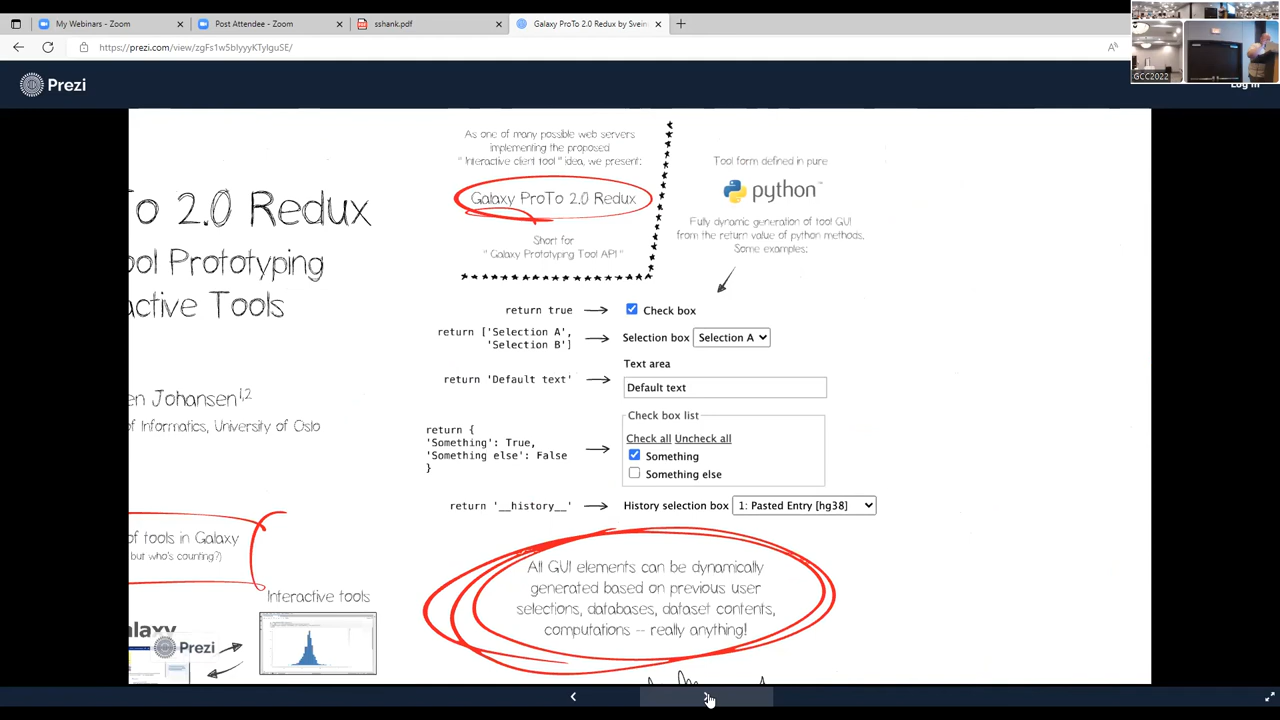 My Webinars - Zoom
Post Attendee - Zoom
sshank.pdf
Galaxy ProTo 2.0 Redux by Svein
https://prezi.com/view/zgFs1w5blyyyKTylguSE/
GCC2022
Prezi
Log in
As one of many possible web servers
implementing the proposed
"Interactive client tool" idea, we present:
Galaxy ProTo 2.0 Redux
Short for
"Galaxy Prototyping Tool API"
Tool form defined in pure
python™
Fully dynamic generation of tool GUI
from the return value of python methods.
Some examples:
To 2.0 Redux
ool Prototyping
active Tools
en Johansen1,2
of Informatics, University of Oslo
return true
Check box
return ['Selection A',
'Selection B']
Selection box Selection A
Text area
return 'Default text'
Default text
Check box list
return {
'Something': True,
'Something else': False
}
Check all Uncheck all
Something
Something else
return '__history__'
History selection box 1: Pasted Entry [hg38]
of tools in Galaxy
but who's counting?)
Interactive tools
alaxy
Prezi
All GUI elements can be dynamically
generated based on previous user
selections, databases, dataset contents,
computations -- really anything!